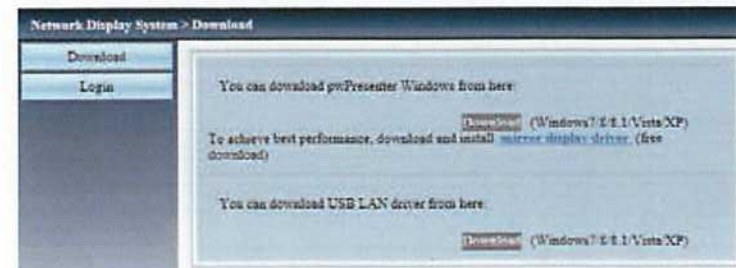 Network Display System > Download
Download
Login
You can download pwPresenter Windows from here:
Download (Windows7/8/8.1/Vista/XP)
To achieve best performance, download and install mirror display driver (free
download)
You can download USB LAN driver from here:
Download (Windows7/8/8.1/Vista/XP)